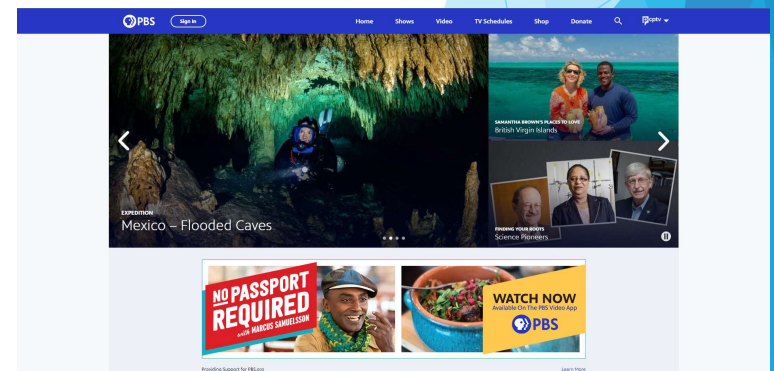 PBS
Sign In
Home
Shows
Video
TV Schedules
Shop
Donate
cptv
EXPEDITION
Mexico – Flooded Caves
SAMANTHA BROWN'S PLACES TO LOVE
British Virgin Islands
FINDING YOUR ROOTS
Science Pioneers
NO PASSPORT
REQUIRED
with MARCUS SAMUELSSON
WATCH NOW
Available On The PBS Video App
PBS
Providing Support for PBS.org
Learn More